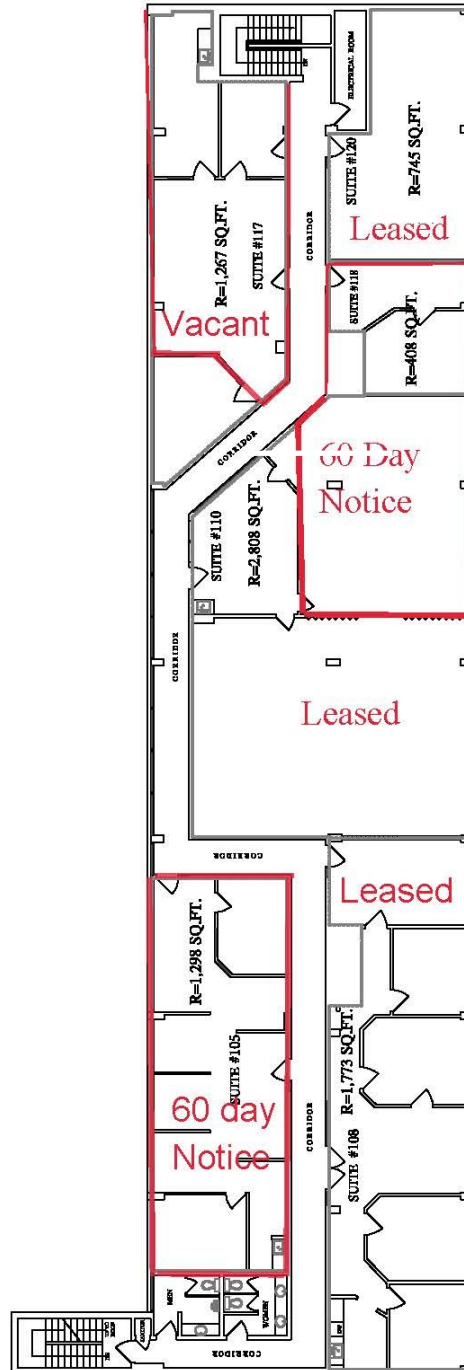 ELECTRICAL ROOM
SUITE #120
R=745 SQ.FT.
Leased
CORRIDOR
R=1,267 SQ.FT.
SUITE #117
Vacant
SUITE #118
R=408 SQ.FT.
CORRIDOR
60 Day
Notice
SUITE #110
R=2,808 SQ.FT.
CORRIDOR
Leased
CORRIDOR
Leased
R=1,298 SQ.FT.
SUITE #105
60 day
Notice
R=1,773 SQ.FT.
SUITE #108
CORRIDOR
MEN
WOMEN
CORRIDOR